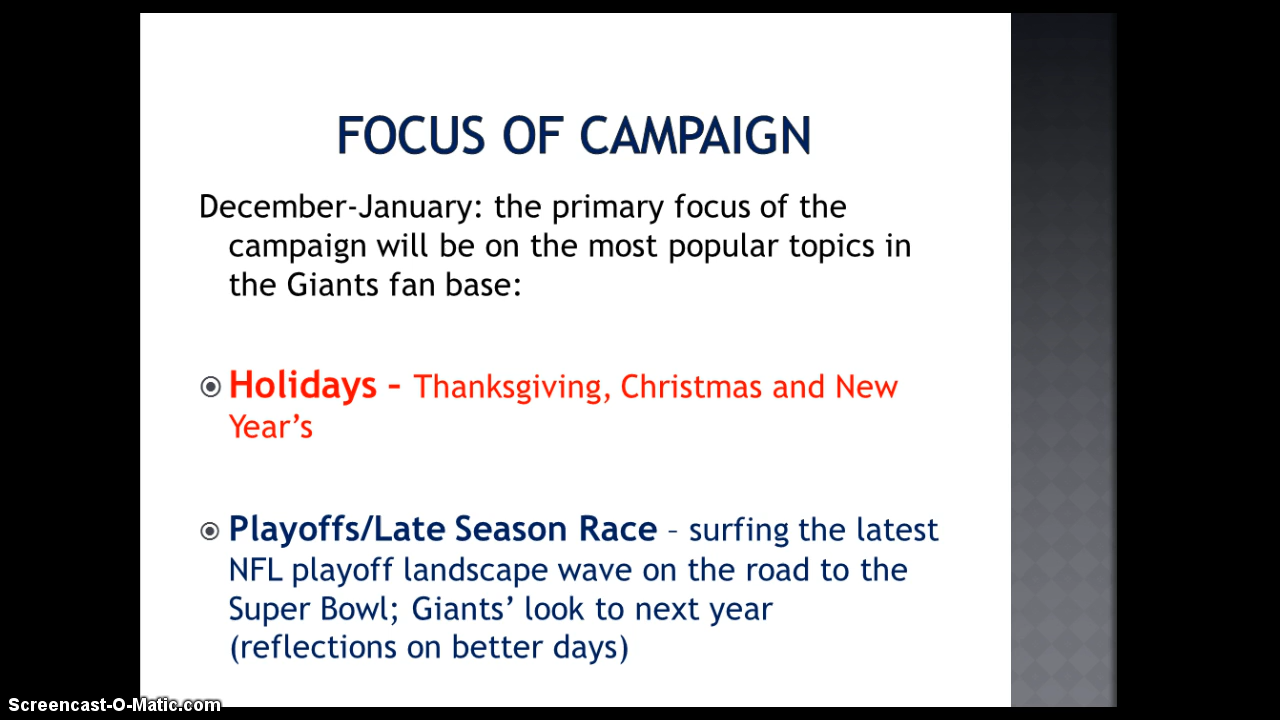 FOCUS OF CAMPAIGN
December-January: the primary focus of the
campaign will be on the most popular topics in
the Giants fan base:
Holidays – Thanksgiving, Christmas and New
Year’s
Playoffs/Late Season Race – surfing the latest
NFL playoff landscape wave on the road to the
Super Bowl; Giants’ look to next year
(reflections on better days)
Screencast-O-Matic.com